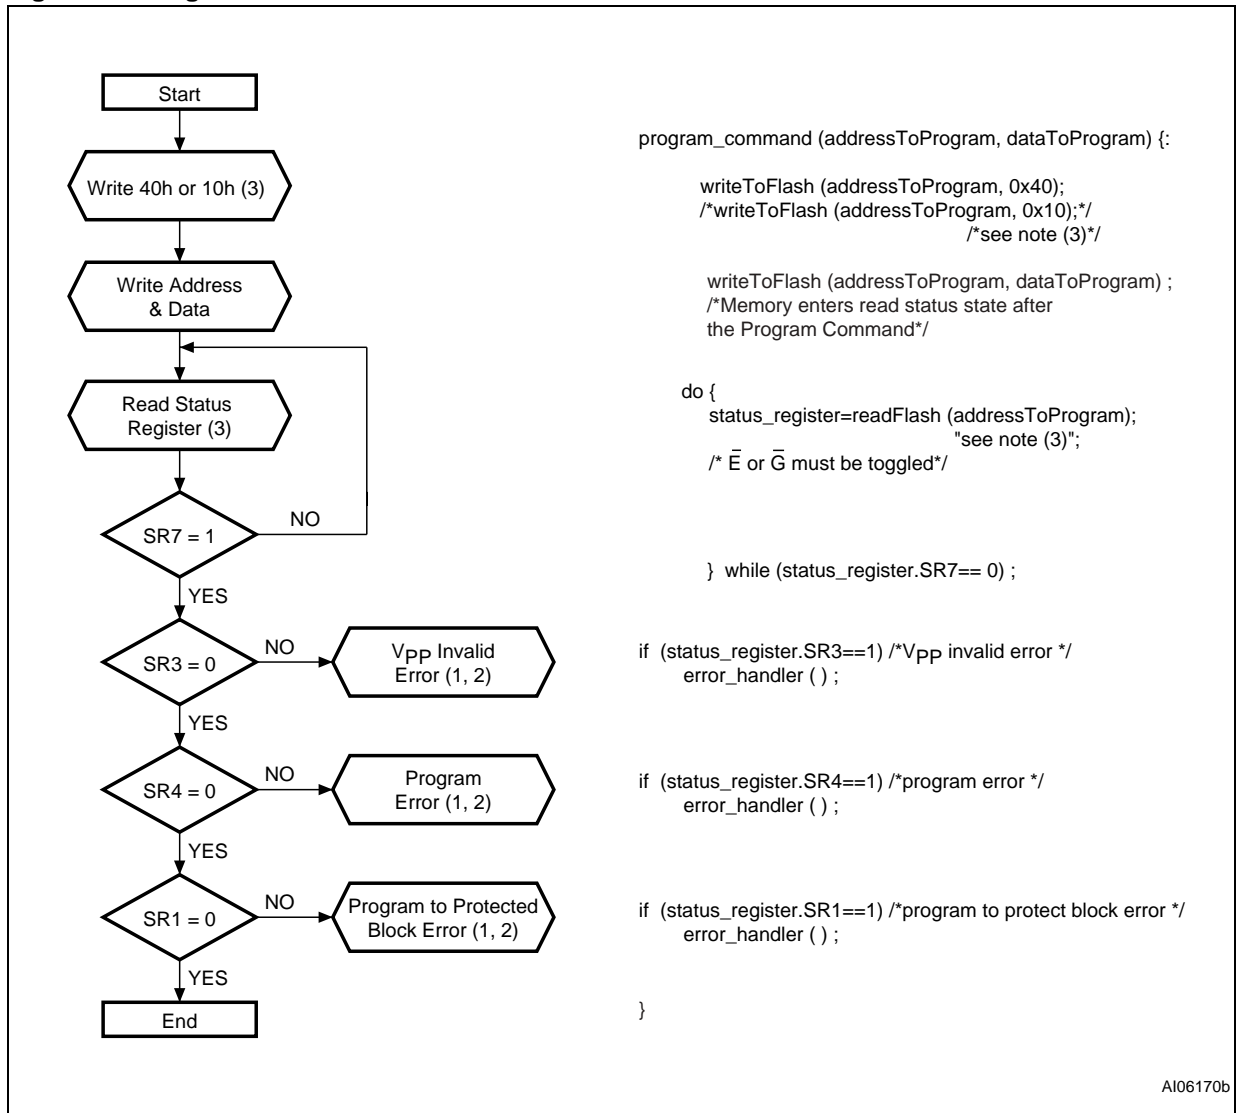 Start
Write 40h or 10h (3)
Write Address
& Data
Read Status
Register (3)
SR7 = 1
NO
YES
SR3 = 0
NO
VPP Invalid
Error (1, 2)
YES
SR4 = 0
NO
Program
Error (1, 2)
YES
SR1 = 0
NO
Program to Protected
Block Error (1, 2)
YES
End
program_command (addressToProgram, dataToProgram) {:
writeToFlash (addressToProgram, 0x40);
/*writeToFlash (addressToProgram, 0x10);*/
/*see note (3)*/
writeToFlash (addressToProgram, dataToProgram) ;
/*Memory enters read status state after
the Program Command*/
do {
status_register=readFlash (addressToProgram);
"see note (3)";
/* E̅ or G̅ must be toggled*/
} while (status_register.SR7== 0) ;
if (status_register.SR3==1) /*VPP invalid error */
error_handler ( ) ;
if (status_register.SR4==1) /*program error */
error_handler ( ) ;
if (status_register.SR1==1) /*program to protect block error */
error_handler ( ) ;
}
AI06170b